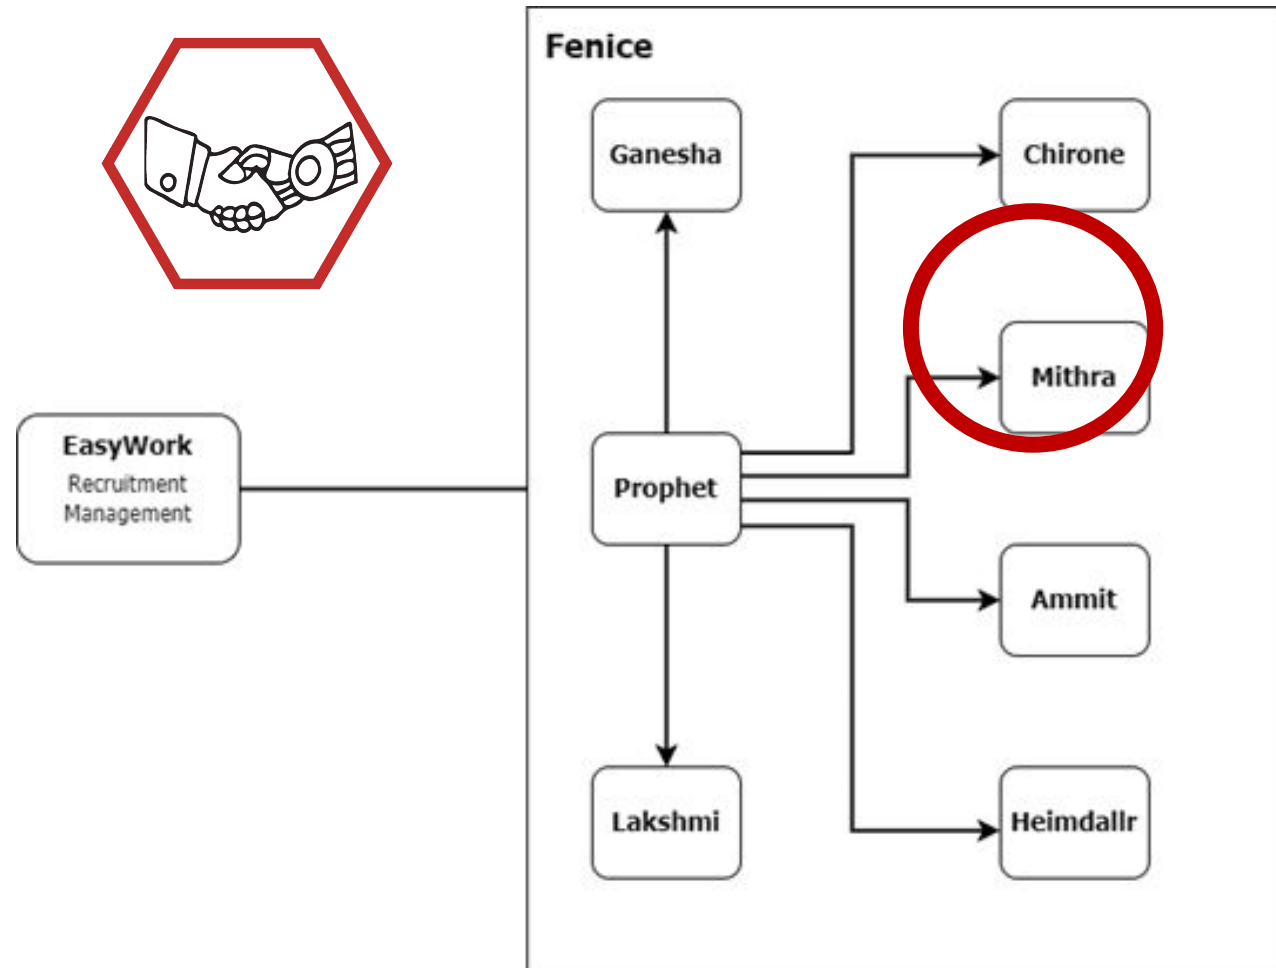 Fenice
Ganesha
Chirone
Mithra
EasyWork
Recruitment
Management
Prophet
Ammit
Lakshmi
Heimdallr